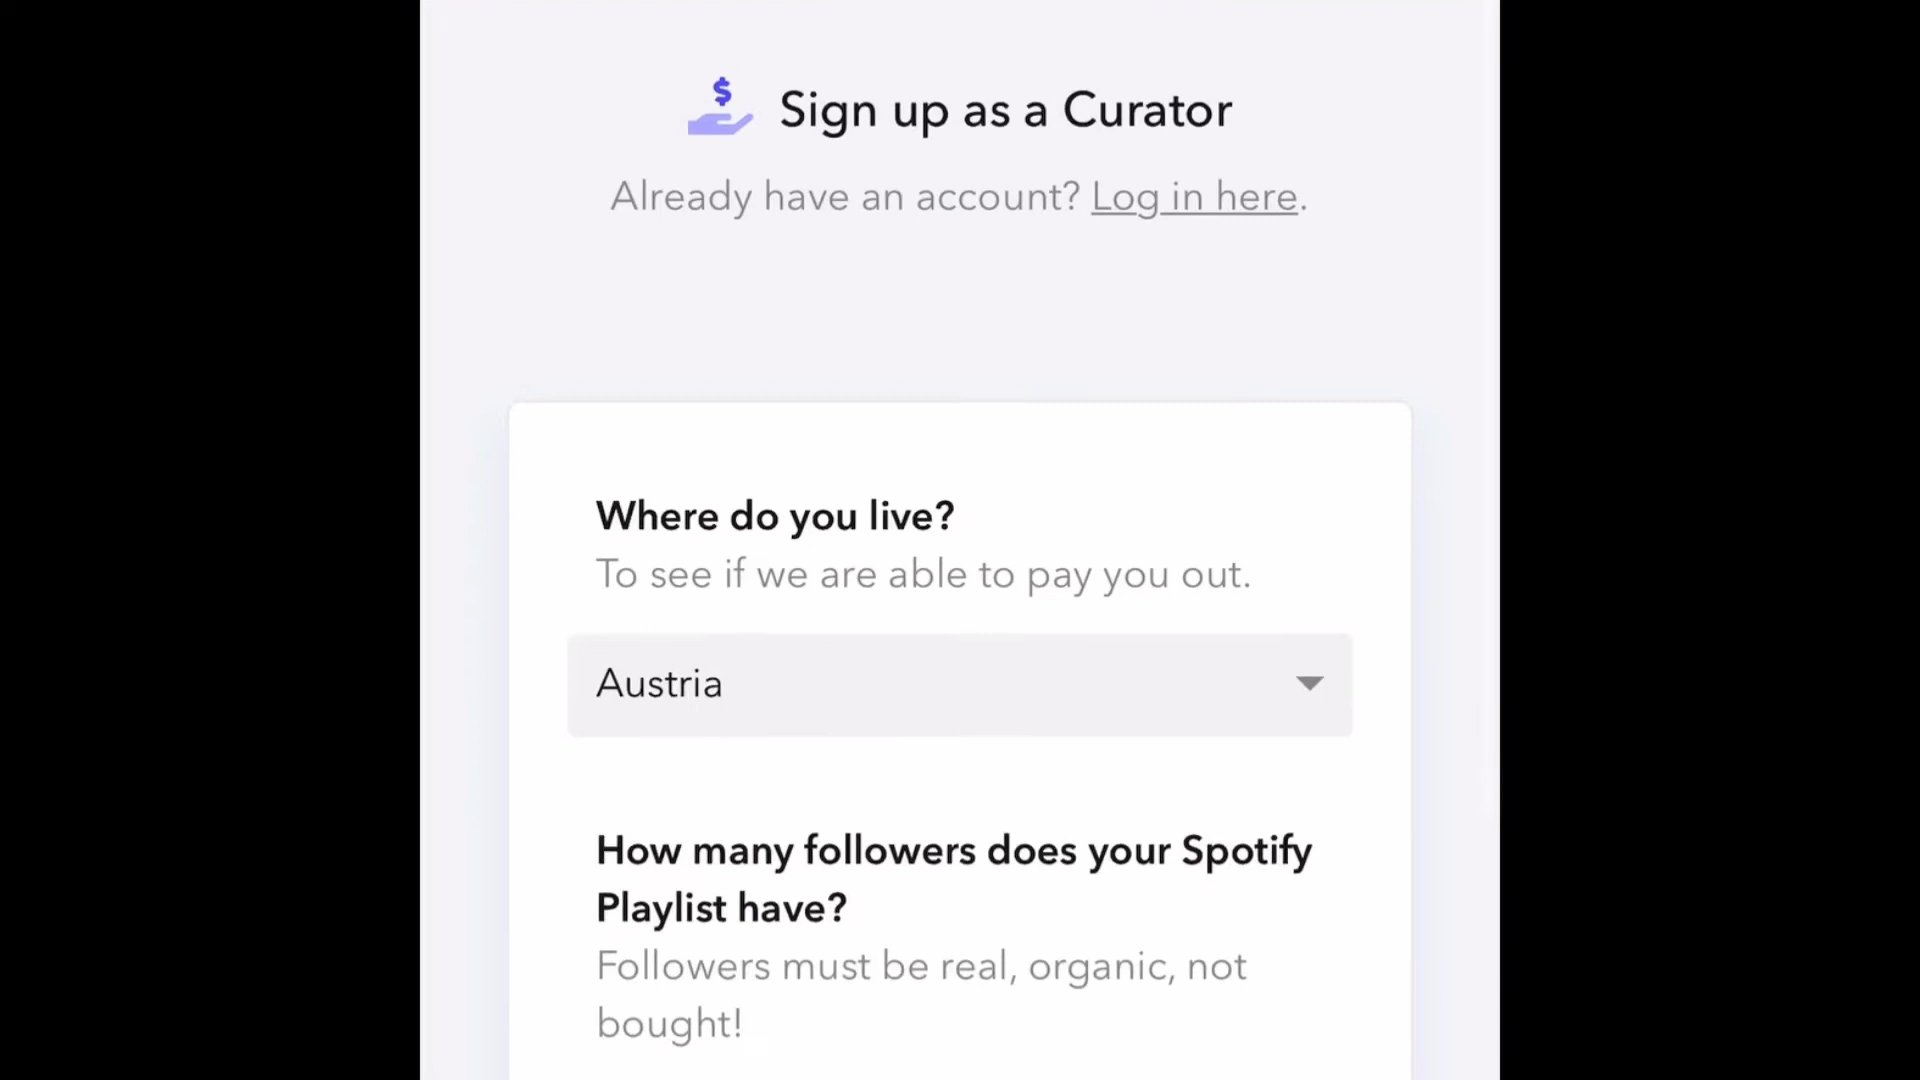 $
Sign up as a Curator
Already have an account? Log in here.
Where do you live?
To see if we are able to pay you out.
Austria
How many followers does your Spotify
Playlist have?
Followers must be real, organic, not
bought!